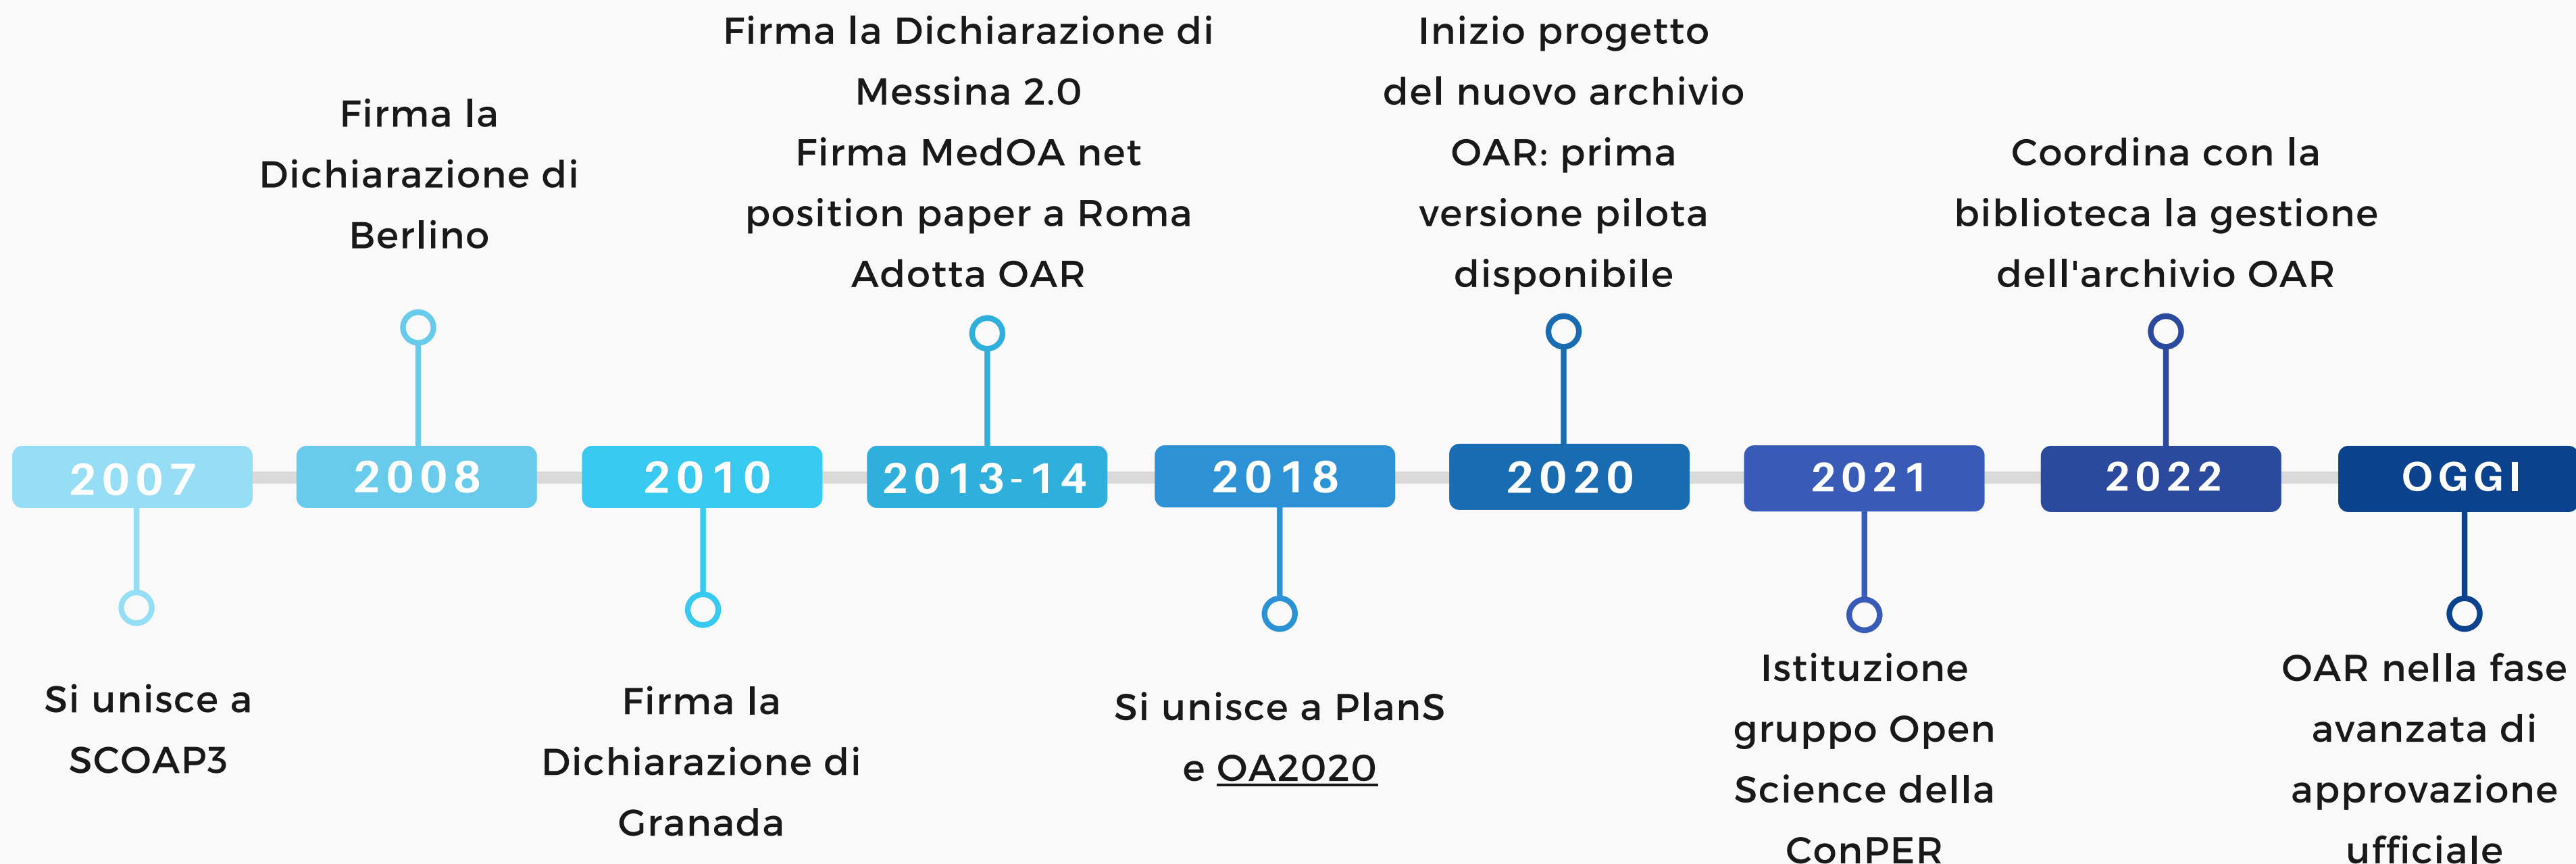 Firma la
Dichiarazione di
Berlino
Firma la Dichiarazione di
Messina 2.0
Firma MedOA net
position paper a Roma
Adotta OAR
Inizio progetto
del nuovo archivio
OAR: prima
versione pilota
disponibile
Coordina con la
biblioteca la gestione
dell'archivio OAR
2007
2008
2010
2013-14
2018
2020
2021
2022
OGGI
Si unisce a
SCOAP3
Firma la
Dichiarazione di
Granada
Si unisce a PlanS
e OA2020
Istituzione
gruppo Open
Science della
ConPER
OAR nella fase
avanzata di
approvazione
ufficiale